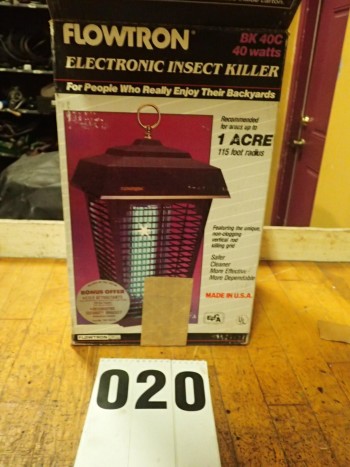 FLOWTRON®
BK 40C
40 watts
ELECTRONIC INSECT KILLER
For People Who Really Enjoy Their Backyards
Recommended
for areas up to
1 ACRE
115 foot radius
Featuring the unique,
non-clogging
vertical rod
killing grid
Safer
Cleaner
More Effective
More Dependable
MADE IN U.S.A.
BONUS OFFER
FLOWTRON
020